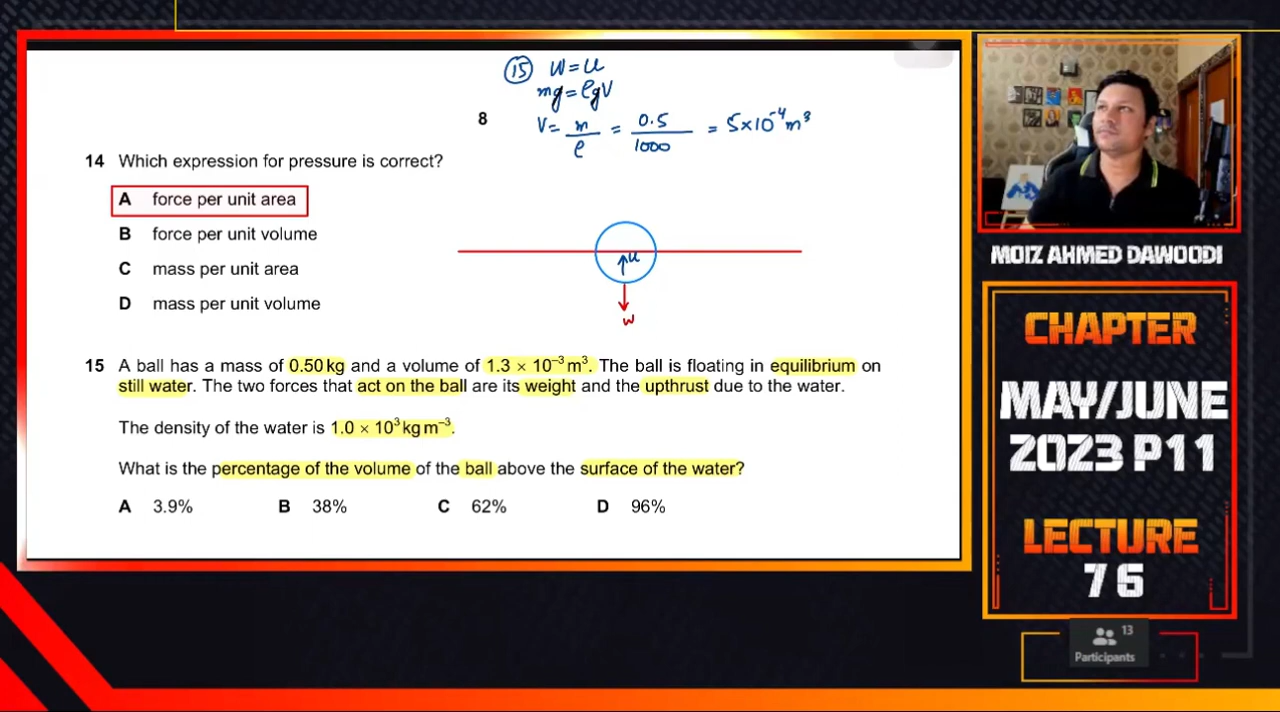 ⑮ W=U
mg=ρgV
V= m/ρ = 0.5/1000 = 5×10⁻⁴m³
8
14 Which expression for pressure is correct?
A force per unit area
B force per unit volume
C mass per unit area
D mass per unit volume
U
W
15 A ball has a mass of 0.50 kg and a volume of 1.3 × 10⁻³ m³. The ball is floating in equilibrium on
still water. The two forces that act on the ball are its weight and the upthrust due to the water.
The density of the water is 1.0 × 10³ kg m⁻³.
What is the percentage of the volume of the ball above the surface of the water?
A 3.9% B 38% C 62% D 96%
MOIZ AHMED DAWOODI
CHAPTER
MAY/JUNE
2023 P11
LECTURE
76
13
Participants